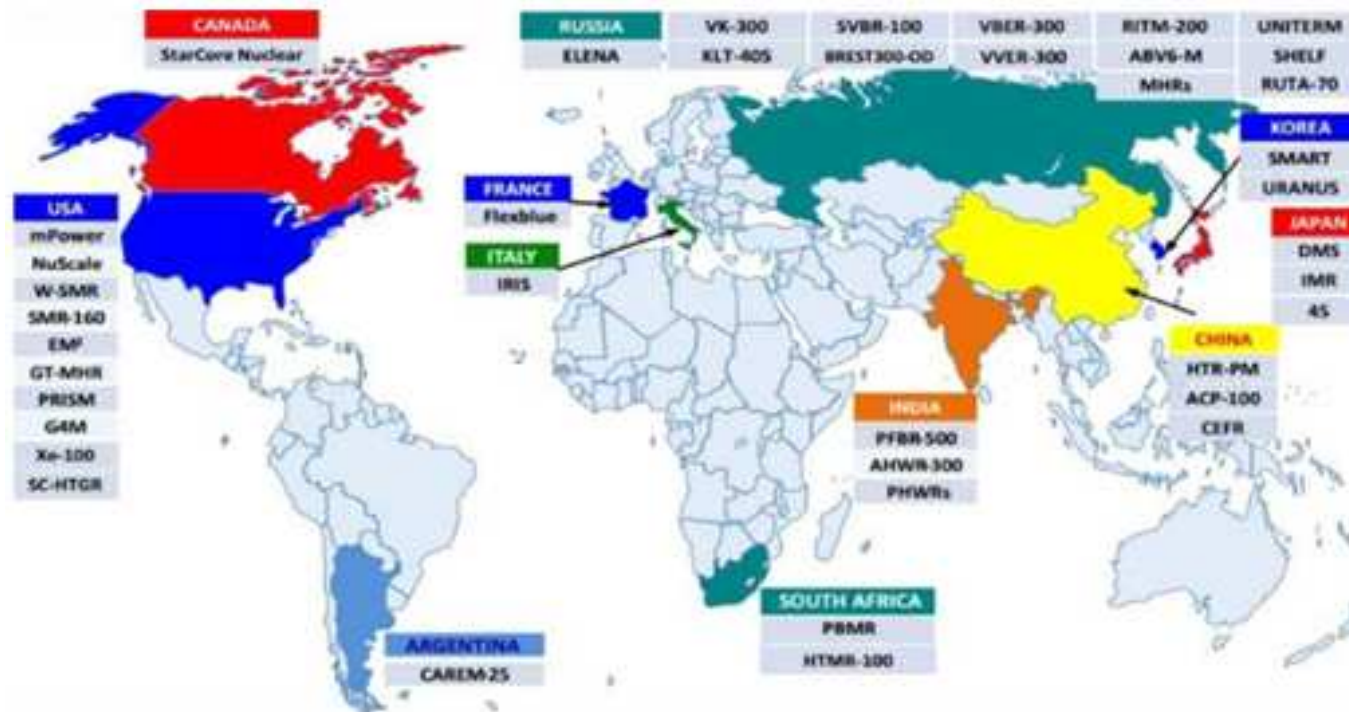 CANADA
StarCore Nuclear
RUSSIA
ELENA
VK-300
KLT-40S
SVBR-100
BREST300-OD
VBER-300
VVER-300
RITM-200
ABV6-M
MHRs
UNITERM
SHELF
RUTA-70
KOREA
SMART
URANUS
JAPAN
DMS
IMR
4S
FRANCE
Flexblue
ITALY
IRIS
USA
mPower
NuScale
W-SMR
SMR-160
EM²
GT-MHR
PRISM
G4M
Xe-100
SC-HTGR
CHINA
HTR-PM
ACP-100
CEFR
INDIA
PFBR-500
AHWR-300
PHWRs
SOUTH AFRICA
PBMR
HTMR-100
ARGENTINA
CAREM-25